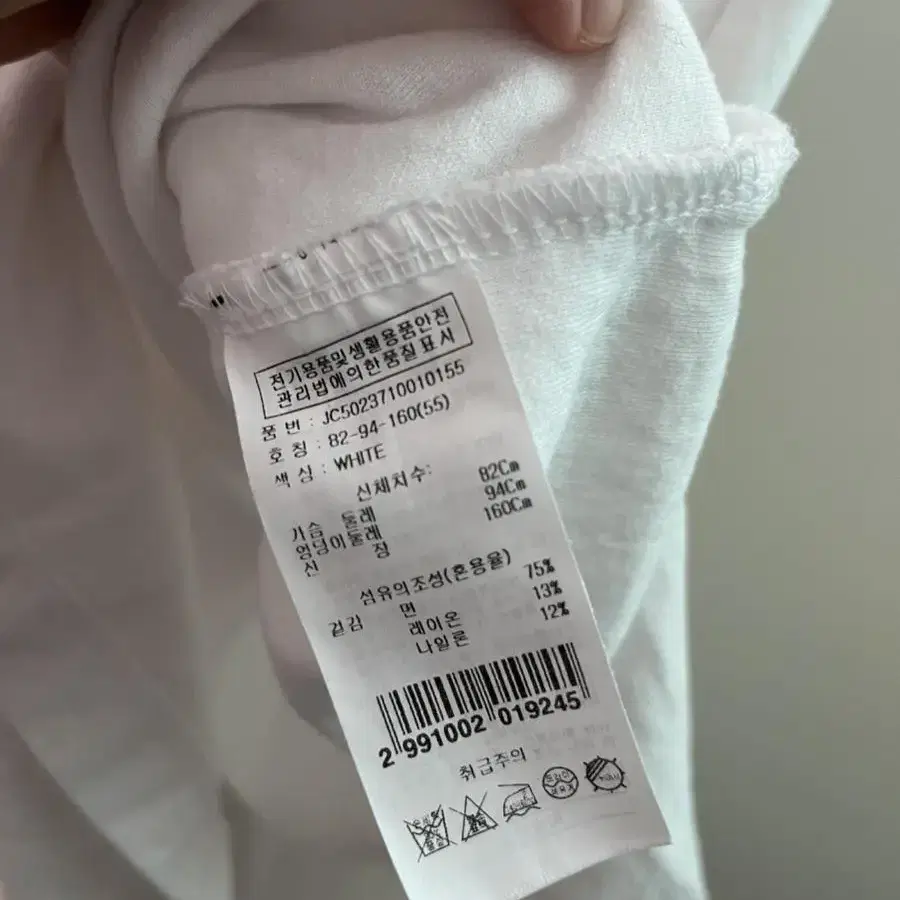 전기용품및생활용품안전
관리법에의한품질표시
품 번 : JC5023710010155
호 칭 : 82-94-160(55)
색 상 : WHITE
신체치수:
가슴 둘레 82Cm
엉덩이둘레 94Cm
신 장 160Cm
섬유의조성(혼용율)
겉감 면 75%
레이온 13%
나일론 12%
2 991002 019245
취급주의